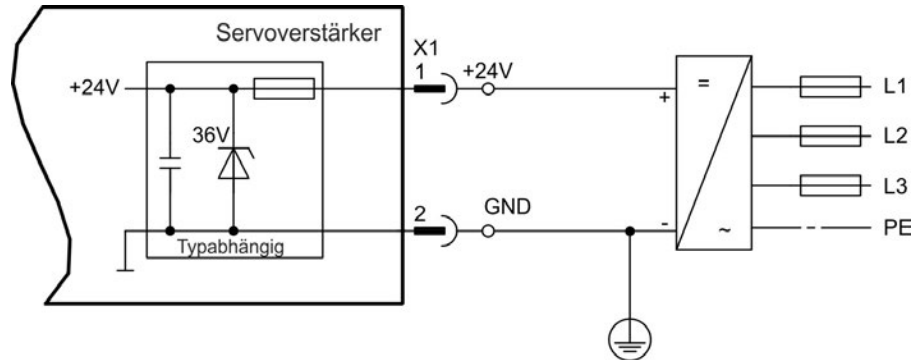 Servoverstärker
X1
1
+24V
+24V
36V
2
GND
Typabhängig
+
=
-
~
L1
L2
L3
PE